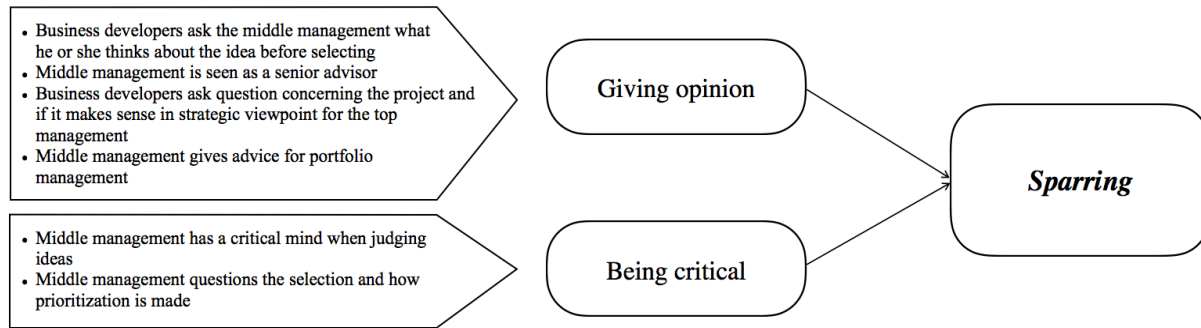 • Business developers ask the middle management what
he or she thinks about the idea before selecting
• Middle management is seen as a senior advisor
• Business developers ask question concerning the project and
if it makes sense in strategic viewpoint for the top
management
• Middle management gives advice for portfolio
management
Giving opinion
Sparring
• Middle management has a critical mind when judging
ideas
• Middle management questions the selection and how
prioritization is made
Being critical